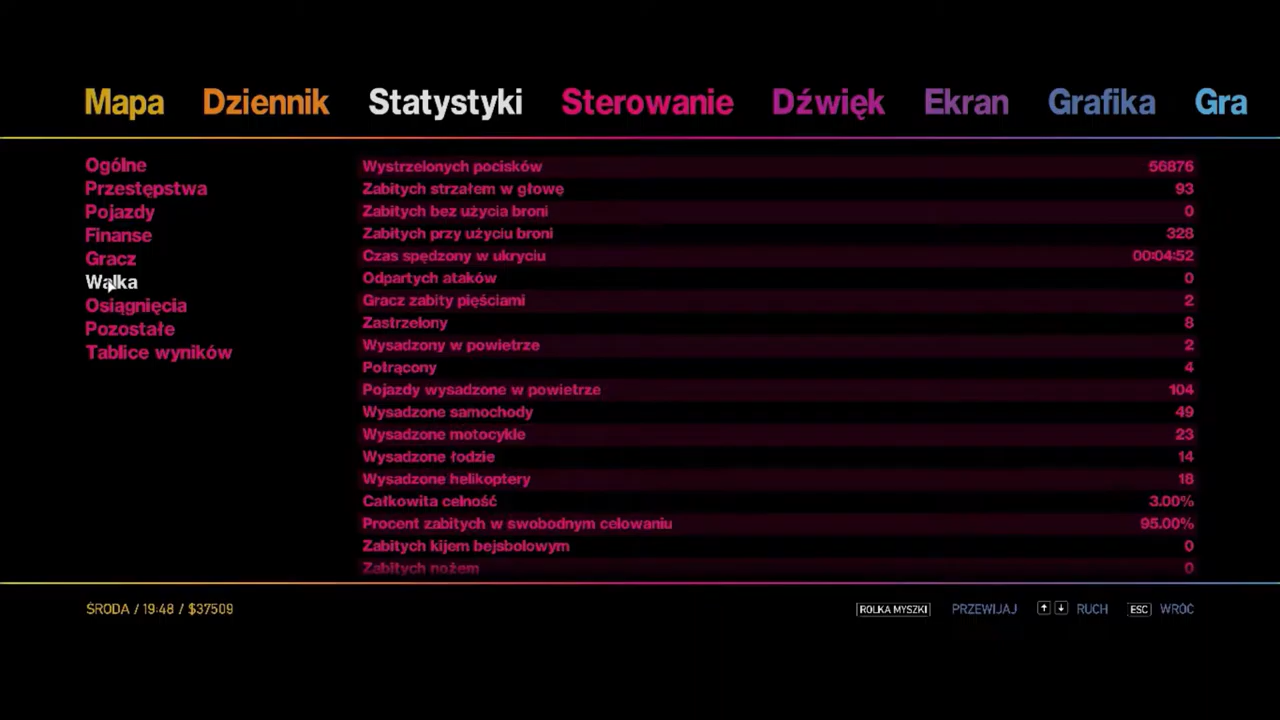 Mapa Dziennik Statystyki Sterowanie Dźwięk Ekran Grafika Gra
Ogólne
Przestępstwa
Pojazdy
Finanse
Gracz
Walka
Osiągnięcia
Pozostałe
Tablice wyników
Wystrzelonych pocisków 56876
Zabitych strzałem w głowę 93
Zabitych bez użycia broni 0
Zabitych przy użyciu broni 328
Czas spędzony w ukryciu 00:04:52
Odpartych ataków 0
Gracz zabity pięściami 2
Zastrzelony 8
Wysadzony w powietrze 2
Potrącony 4
Pojazdy wysadzone w powietrze 104
Wysadzone samochody 49
Wysadzone motocykle 23
Wysadzone łodzie 14
Wysadzone helikoptery 18
Całkowita celność 3.00%
Procent zabitych w swobodnym celowaniu 95.00%
Zabitych kijem bejsbolowym 0
Zabitych nożem 0
ŚRODA / 19:48 / $37509
ROLKA MYSZKI PRZEWIJAJ ↑ ↓ RUCH ESC WRÓĆ